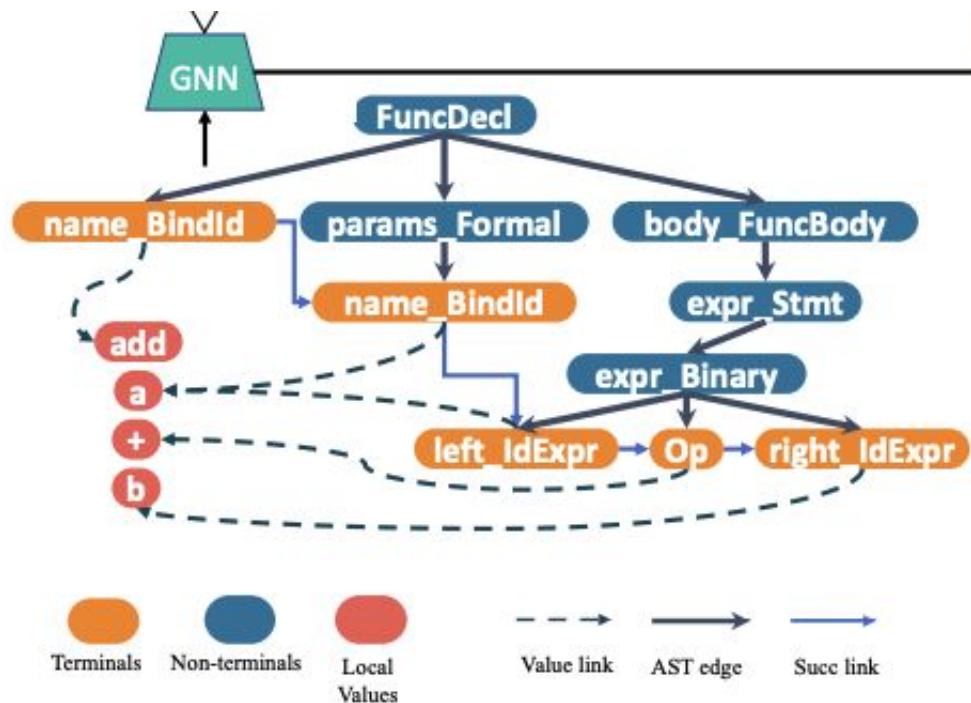 GNN
FuncDecl
name_BindId params_Formal body_FuncBody
name_BindId expr_Stmt
add
a expr_Binary
+ left_IdExpr Op right_IdExpr
b
Terminals Non-terminals Local Values Value link AST edge Succ link